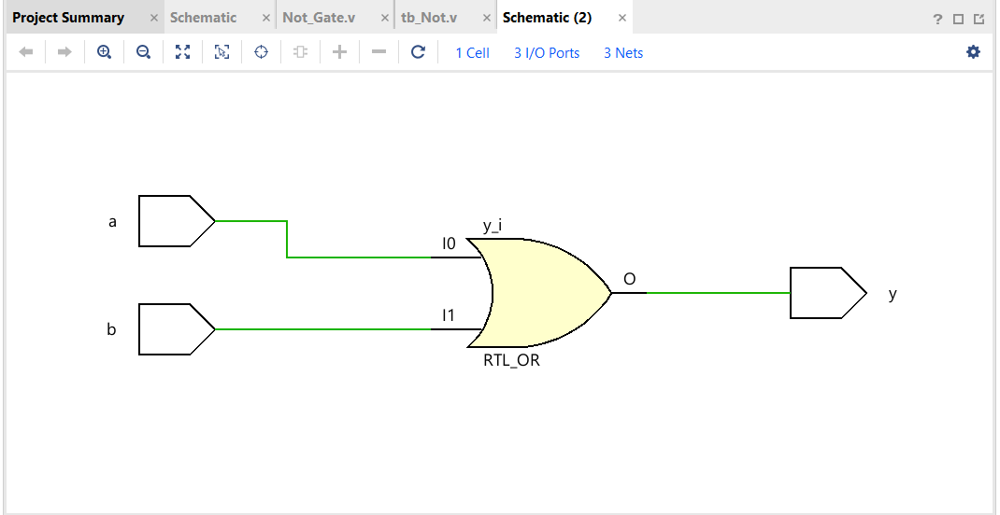 Project Summary × Schematic × Not_Gate.v × tb_Not.v × Schematic (2) × ?
1 Cell 3 I/O Ports 3 Nets
a
y_i
I0
O
y
I1
b
RTL_OR